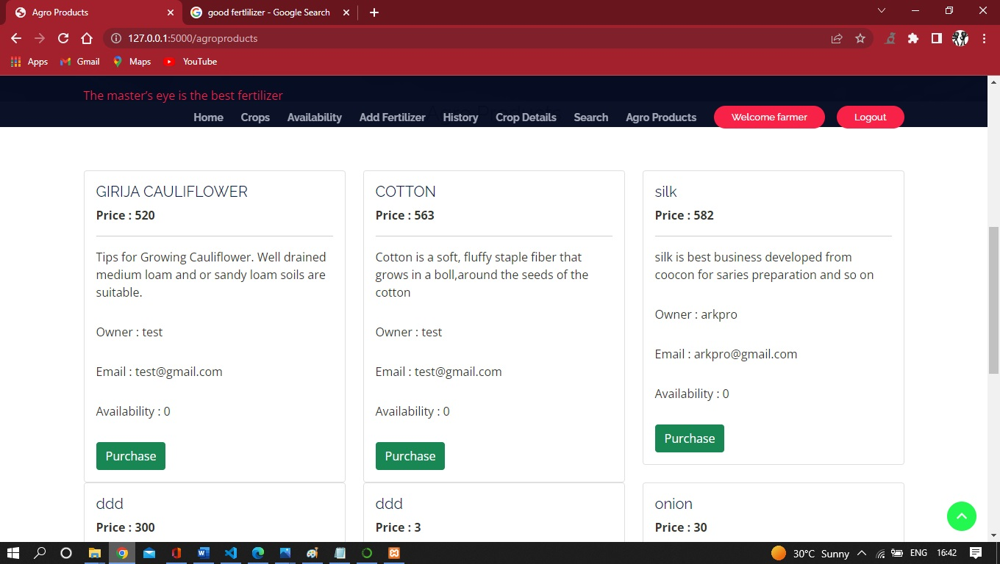 Agro Products
good fertlilizer - Google Search
127.0.0.1:5000/agroproducts
Apps
Gmail
Maps
YouTube
The master's eye is the best fertilizer
Home
Crops
Availability
Add Fertilizer
History
Crop Details
Search
Agro Products
Welcome farmer
Logout
GIRIJA CAULIFLOWER
Price : 520
Tips for Growing Cauliflower. Well drained
medium loam and or sandy loam soils are
suitable.
Owner : test
Email : test@gmail.com
Availability : 0
Purchase
COTTON
Price : 563
Cotton is a soft, fluffy staple fiber that
grows in a boll,around the seeds of the
cotton
Owner : test
Email : test@gmail.com
Availability : 0
Purchase
silk
Price : 582
silk is best business developed from
coocon for saries preparation and so on
Owner : arkpro
Email : arkpro@gmail.com
Availability : 0
Purchase
ddd
Price : 300
ddd
Price : 3
onion
Price : 30
30°C Sunny
ENG
16:42